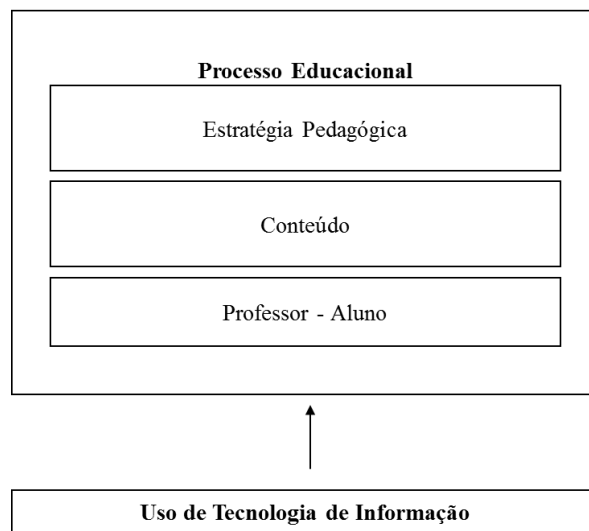 Processo Educacional
Estratégia Pedagógica
Conteúdo
Professor - Aluno
Uso de Tecnologia de Informação